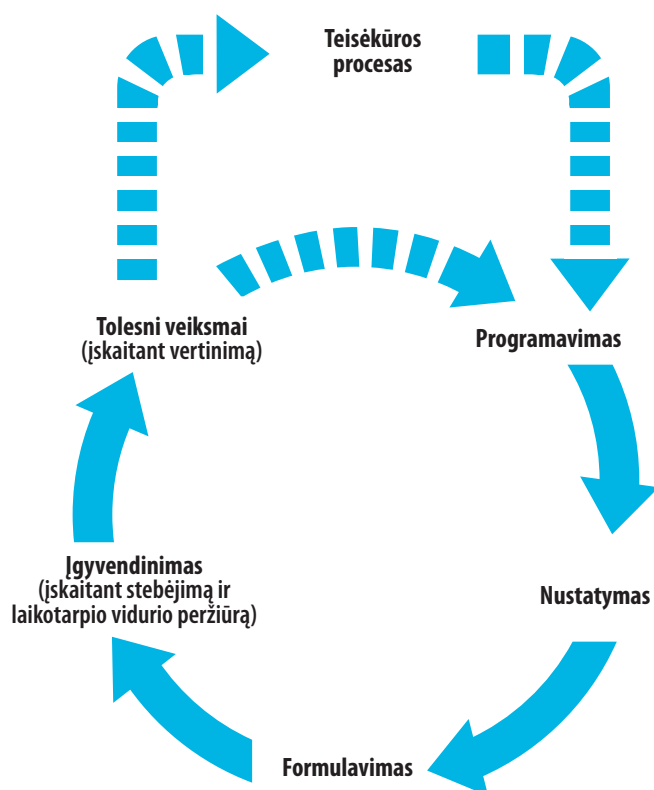 Teisėkūros
procesas
Tolesni veiksmai
(įskaitant vertinimą)
Programavimas
Įgyvendinimas
(įskaitant stebėjimą ir
laikotarpio vidurio peržiūrą)
Nustatymas
Formulavimas